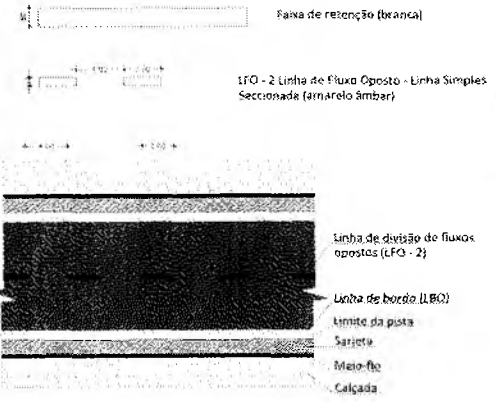 Faixa de retenção (branca)
LFO - 2 Linha de Fluxo Oposto - Linha Simples
Seccionada (amarelo âmbar)
Linha de divisão de fluxos
opostos (LFO - 2)
Linha de bordo (LBO)
Limite da pista
Sarjeta
Meio-fio
Calçada